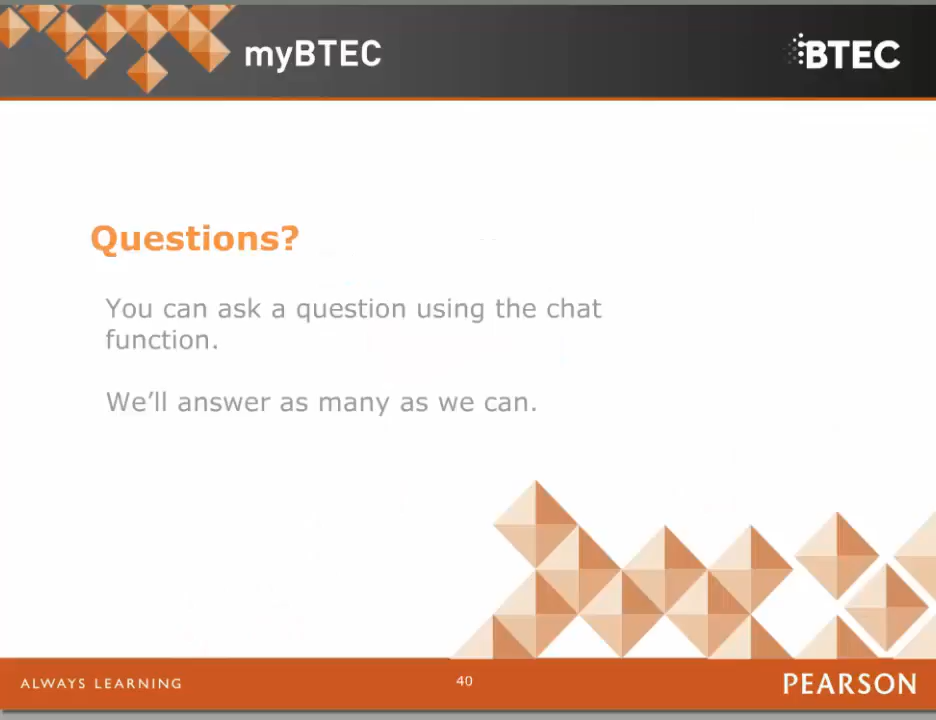 myBTEC
BTEC
Questions?
You can ask a question using the chat
function.
We’ll answer as many as we can.
ALWAYS LEARNING
40
PEARSON